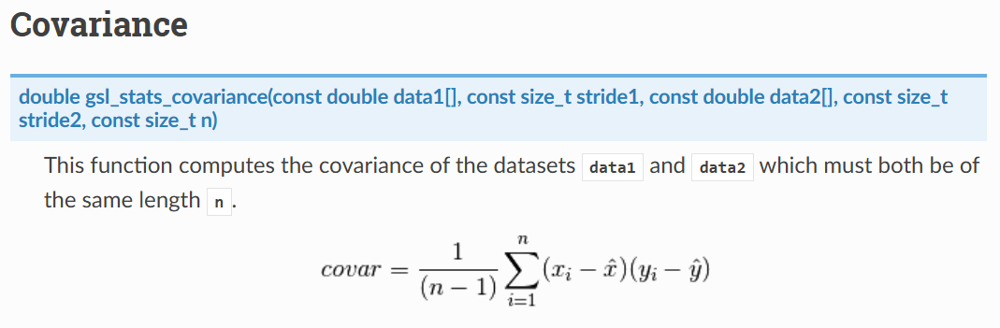 Covariance
double gsl_stats_covariance(const double data1[], const size_t stride1, const double data2[], const size_t
stride2, const size_t n)
This function computes the covariance of the datasets data1 and data2 which must both be of
the same length n.
covar = \frac{1}{(n - 1)} \sum_{i=1}^{n} (x_i - \hat{x})(y_i - \hat{y})